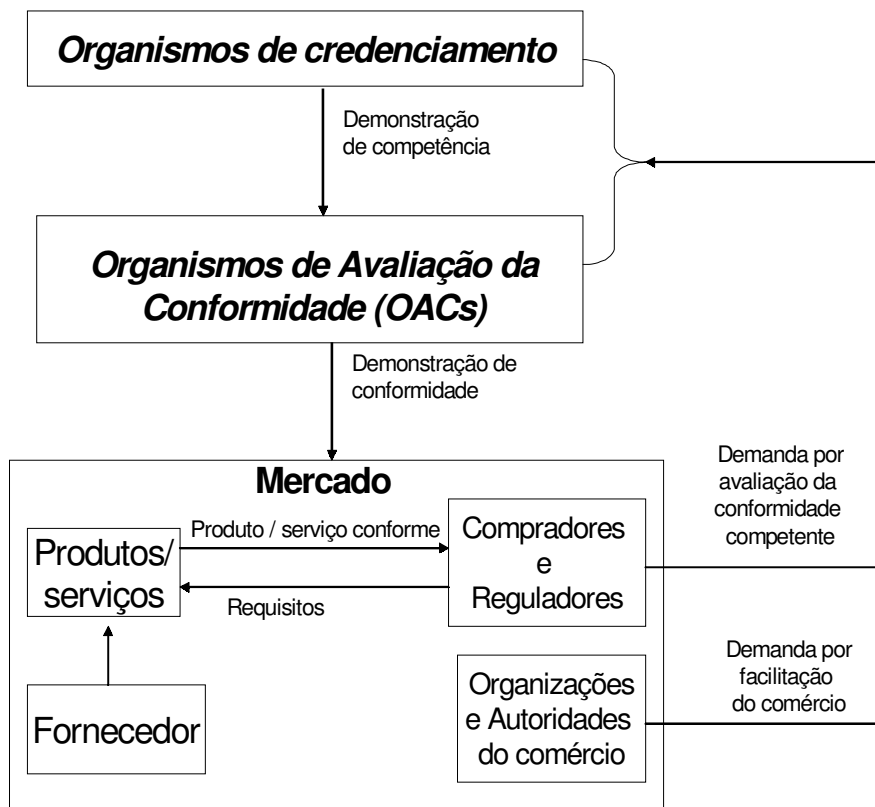 Organismos de credenciamento
Demonstração
de competência
Organismos de Avaliação da
Conformidade (OACs)
Demonstração de
conformidade
Mercado
Produtos/
serviços
Produto / serviço conforme
Requisitos
Compradores
e
Reguladores
Demanda por
avaliação da
conformidade
competente
Fornecedor
Organizações
e Autoridades
do comércio
Demanda por
facilitação
do comércio